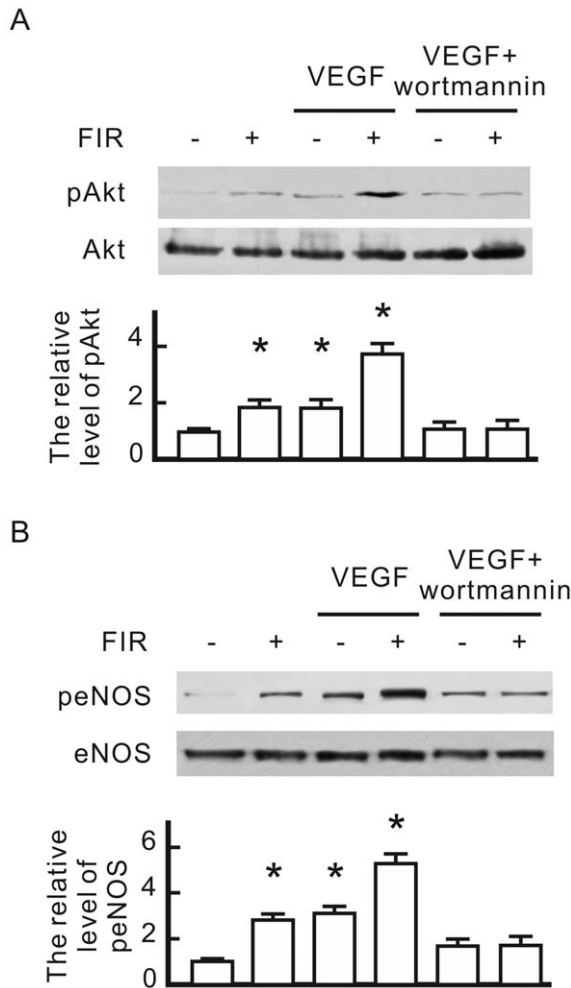 A
VEGF
VEGF+
wortmannin
FIR - + - + - +
pAkt
Akt
The relative
level of pAkt
4
2
0
* * *
B
VEGF
VEGF+
wortmannin
FIR - + - + - +
peNOS
eNOS
The relative
level of
peNOS
6
4
2
0
* * *